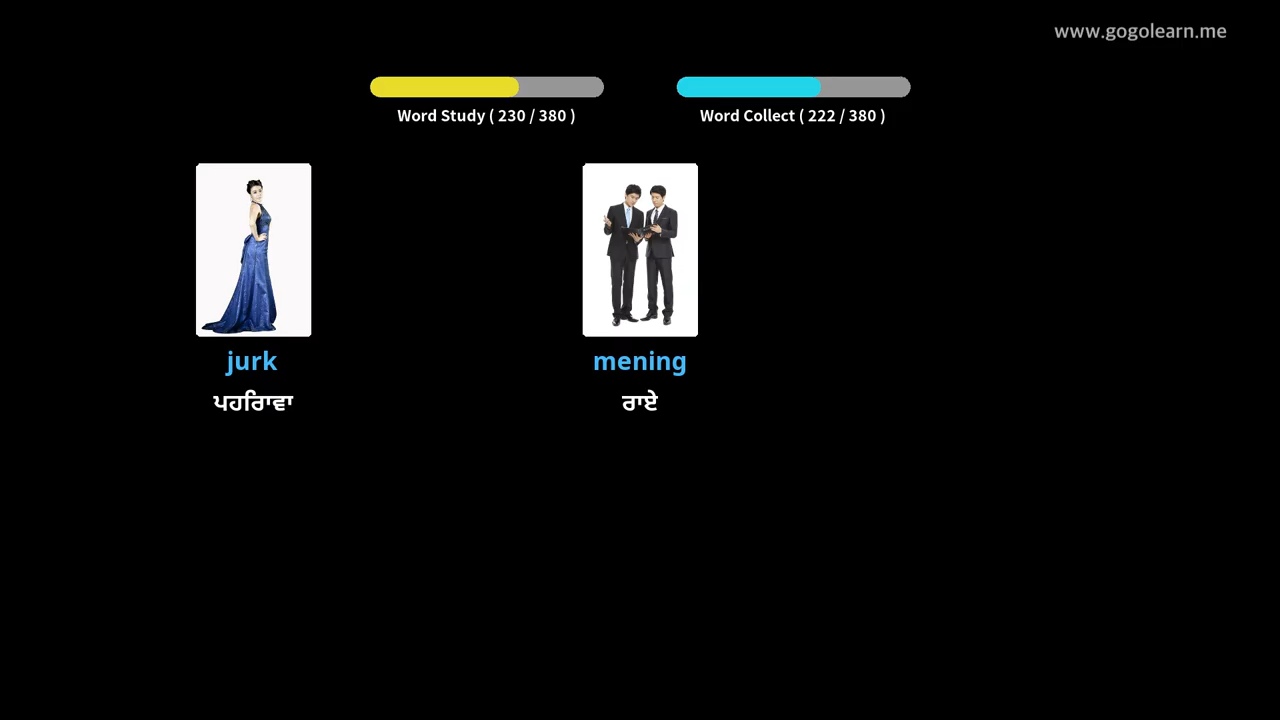 www.gogolearn.me
Word Study ( 230 / 380 )
Word Collect ( 222 / 380 )
jurk
mening
ਪਹਿਰਾਵਾ
ਰਾਏ